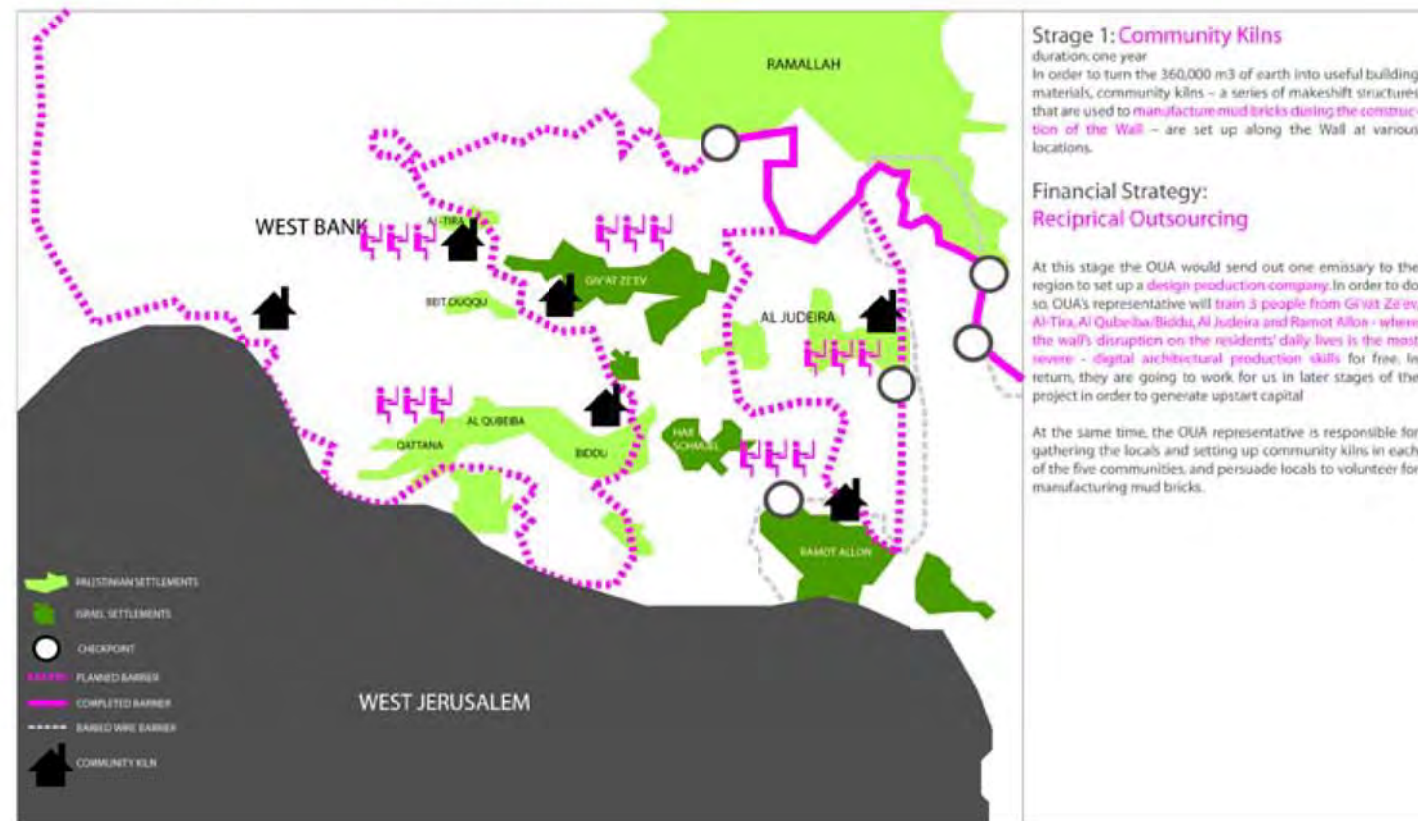 RAMALLAH
WEST BANK
AL-TIRA
GIV'AT ZE'EV
BEIT DUQQU
AL JUDEIRA
AL QUBEIBA
QATTANA
BIDDU
HAR
SCHMUEL
RAMOT ALLON
WEST JERUSALEM
PALESTINIAN SETTLEMENTS
ISRAEL SETTLEMENTS
CHECKPOINT
PLANNED BARRIER
COMPLETED BARRIER
BARBED WIRE BARRIER
COMMUNITY KILN
Strage 1: Community Kilns
duration: one year
In order to turn the 360,000 m3 of earth into useful building
materials, community kilns – a series of makeshift structures
that are used to manufacture mud bricks dusing the construc-
tion of the Wall – are set up along the Wall at various
locations.
Financial Strategy:
Reciprical Outsourcing
At this stage the OUA would send out one emissary to the
region to set up a design production company. In order to do
so, OUA's representative will train 3 people from Gi'vat Ze'ev,
Al-Tira, Al Qubeiba/Biddu, Al Judeira and Ramot Allon - where
the wall's disruption on the residents' daily lives is the most
severe - digital architectural production skills for free. In
return, they are going to work for us in later stages of the
project in order to generate upstart capital
At the same time, the OUA representative is responsible for
gathering the locals and setting up community kilns in each
of the five communities, and persuade locals to volunteer for
manufacturing mud bricks.